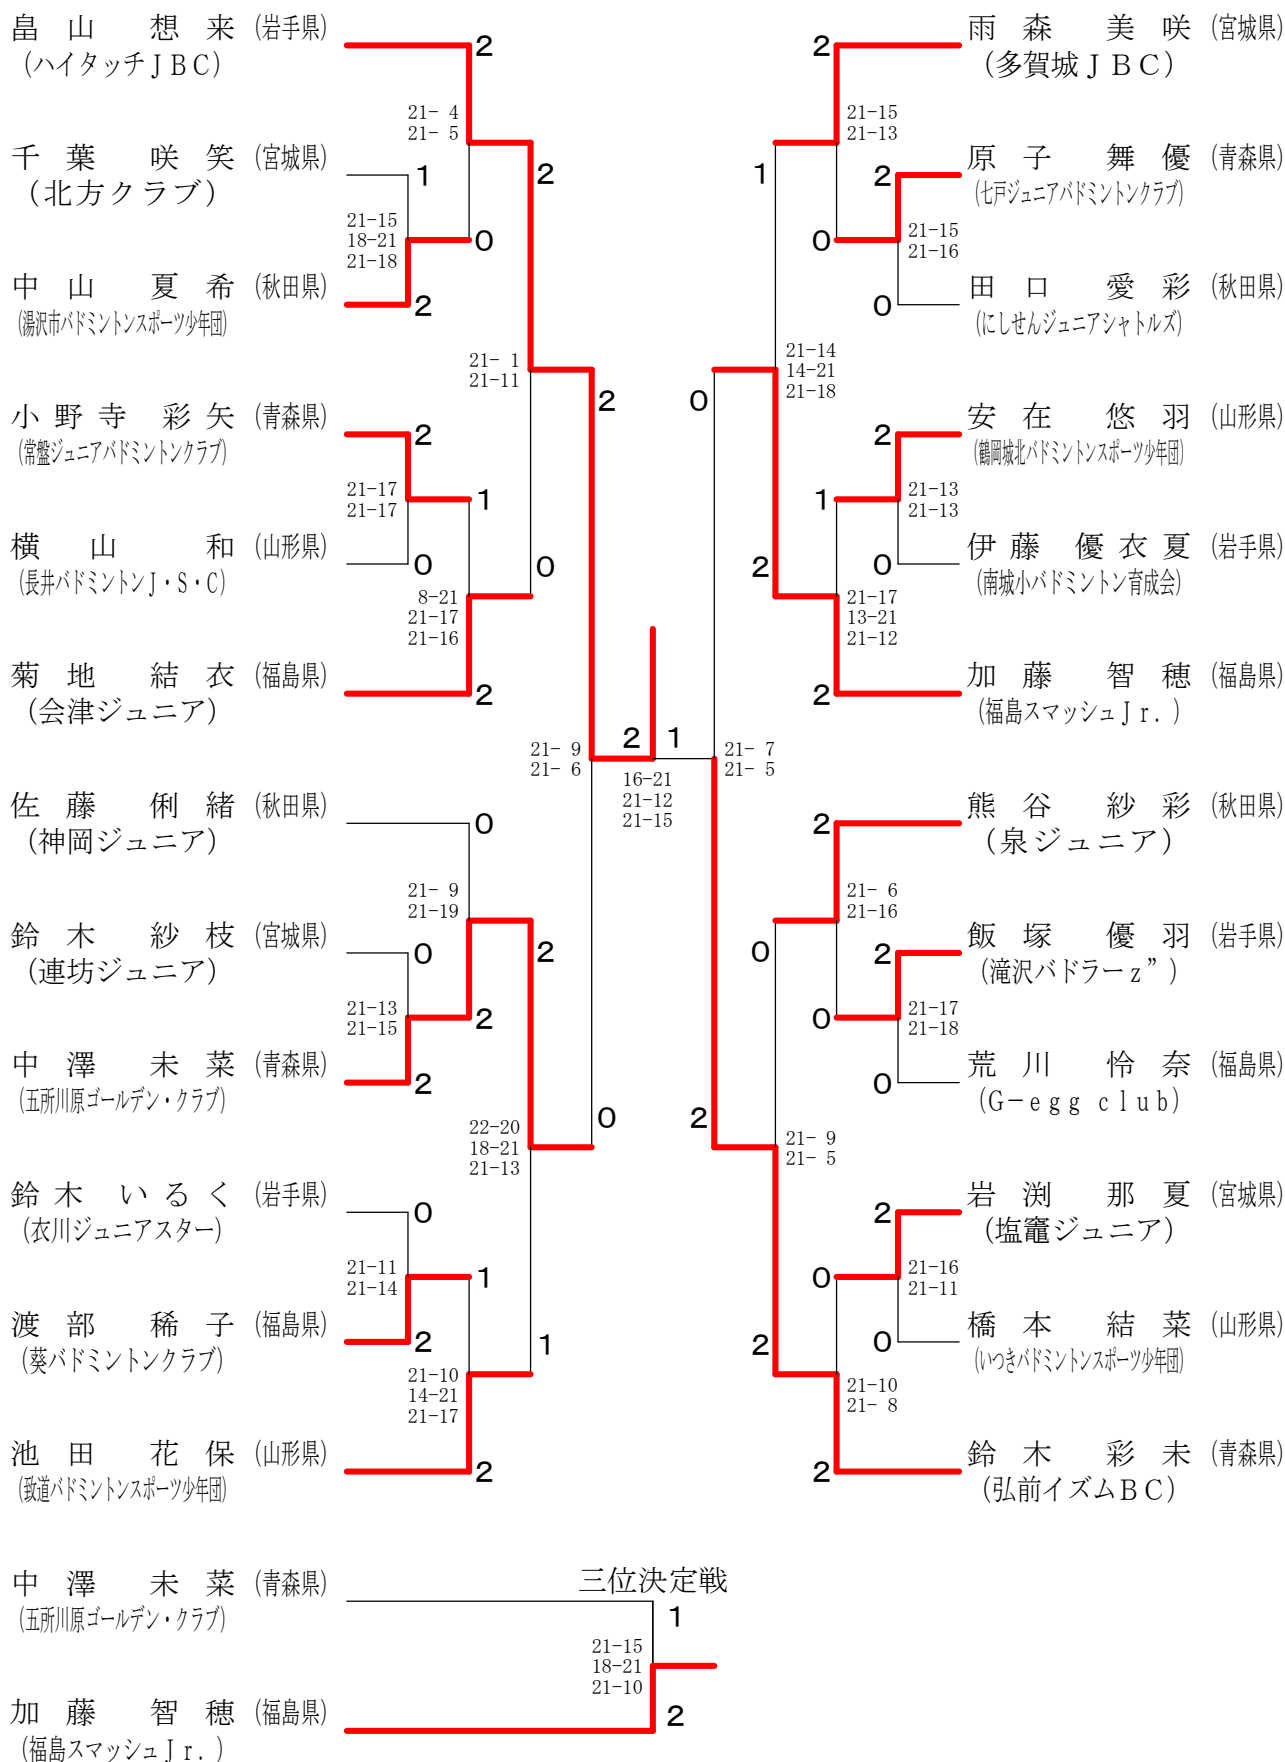 畠山 想来 (岩手県)
(ハイタッチＪＢＣ)
2
21- 4
21- 5
千葉 咲笑 (宮城県)
(北方クラブ)
1
2
21-15
18-21
21-18
0
中山 夏希 (秋田県)
(湯沢市バドミントンスポーツ少年団)
2
21- 1
21-11
2
小野寺 彩矢 (青森県)
(常盤ジュニアバドミントンクラブ)
2
21-17
21-17
1
横山 和 (山形県)
(長井バドミントンＪ・Ｓ・Ｃ)
0
0
8-21
21-17
21-16
菊地 結衣 (福島県)
(会津ジュニア)
2
21- 9
21- 6
佐藤 俐緒 (秋田県)
(神岡ジュニア)
0
21- 9
21-19
鈴木 紗枝 (宮城県)
(連坊ジュニア)
0
2
21-13
21-15
2
中澤 未菜 (青森県)
(五所川原ゴールデン・クラブ)
2
22-20
18-21
21-13
0
鈴木 いるく (岩手県)
(衣川ジュニアスター)
0
21-11
21-14
1
渡部 稀子 (福島県)
(葵バドミントンクラブ)
2
1
21-10
14-21
21-17
池田 花保 (山形県)
(致道バドミントンスポーツ少年団)
2
2 1
16-21
21-12
21-15
雨森 美咲 (宮城県)
(多賀城ＪＢＣ)
2
21-15
21-13
原子 舞優 (青森県)
(七戸ジュニアバドミントンクラブ)
2
1
21-15
21-16
0
田口 愛彩 (秋田県)
(にしせんジュニアシャトルズ)
0
21-14
14-21
21-18
0
安在 悠羽 (山形県)
(鶴岡城北バドミントンスポーツ少年団)
2
21-13
21-13
1
伊藤 優衣夏 (岩手県)
(南城小バドミントン育成会)
0
2
21-17
13-21
21-12
加藤 智穂 (福島県)
(福島スマッシュＪｒ．)
2
21- 7
21- 5
熊谷 紗彩 (秋田県)
(泉ジュニア)
2
21- 6
21-16
飯塚 優羽 (岩手県)
(滝沢バドラーｚ”)
2
0
21-17
21-18
0
荒川 怜奈 (福島県)
(Ｇ－ｅｇｇ ｃｌｕｂ)
0
2
21- 9
21- 5
岩渕 那夏 (宮城県)
(塩竈ジュニア)
2
21-16
21-11
0
橋本 結菜 (山形県)
(いつきバドミントンスポーツ少年団)
0
2
21-10
21- 8
鈴木 彩未 (青森県)
(弘前イズムＢＣ)
2
三位決定戦
中澤 未菜 (青森県)
(五所川原ゴールデン・クラブ)
1
21-15
18-21
21-10
加藤 智穂 (福島県)
(福島スマッシュＪｒ．)
2